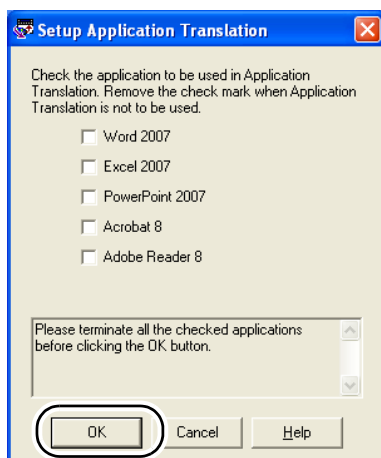 Setup Application Translation
Check the application to be used in Application
Translation. Remove the check mark when Application
Translation is not to be used.
Word 2007
Excel 2007
PowerPoint 2007
Acrobat 8
Adobe Reader 8
Please terminate all the checked applications
before clicking the OK button.
OK Cancel Help